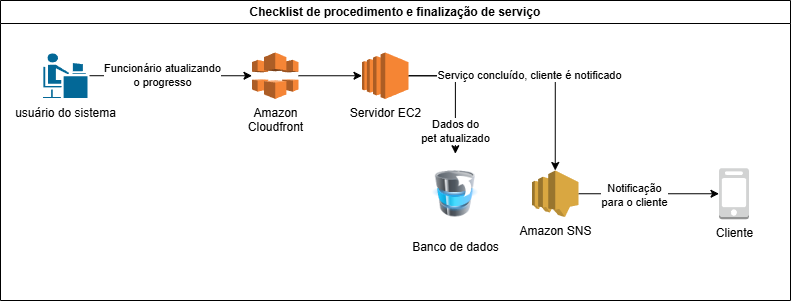 Checklist de procedimento e finalização de serviço
Funcionário atualizando
o progresso
usuário do sistema
Amazon
Cloudfront
Servidor EC2
Serviço concluído, cliente é notificado
Dados do
pet atualizado
Banco de dados
Amazon SNS
Notificação
para o cliente
Cliente